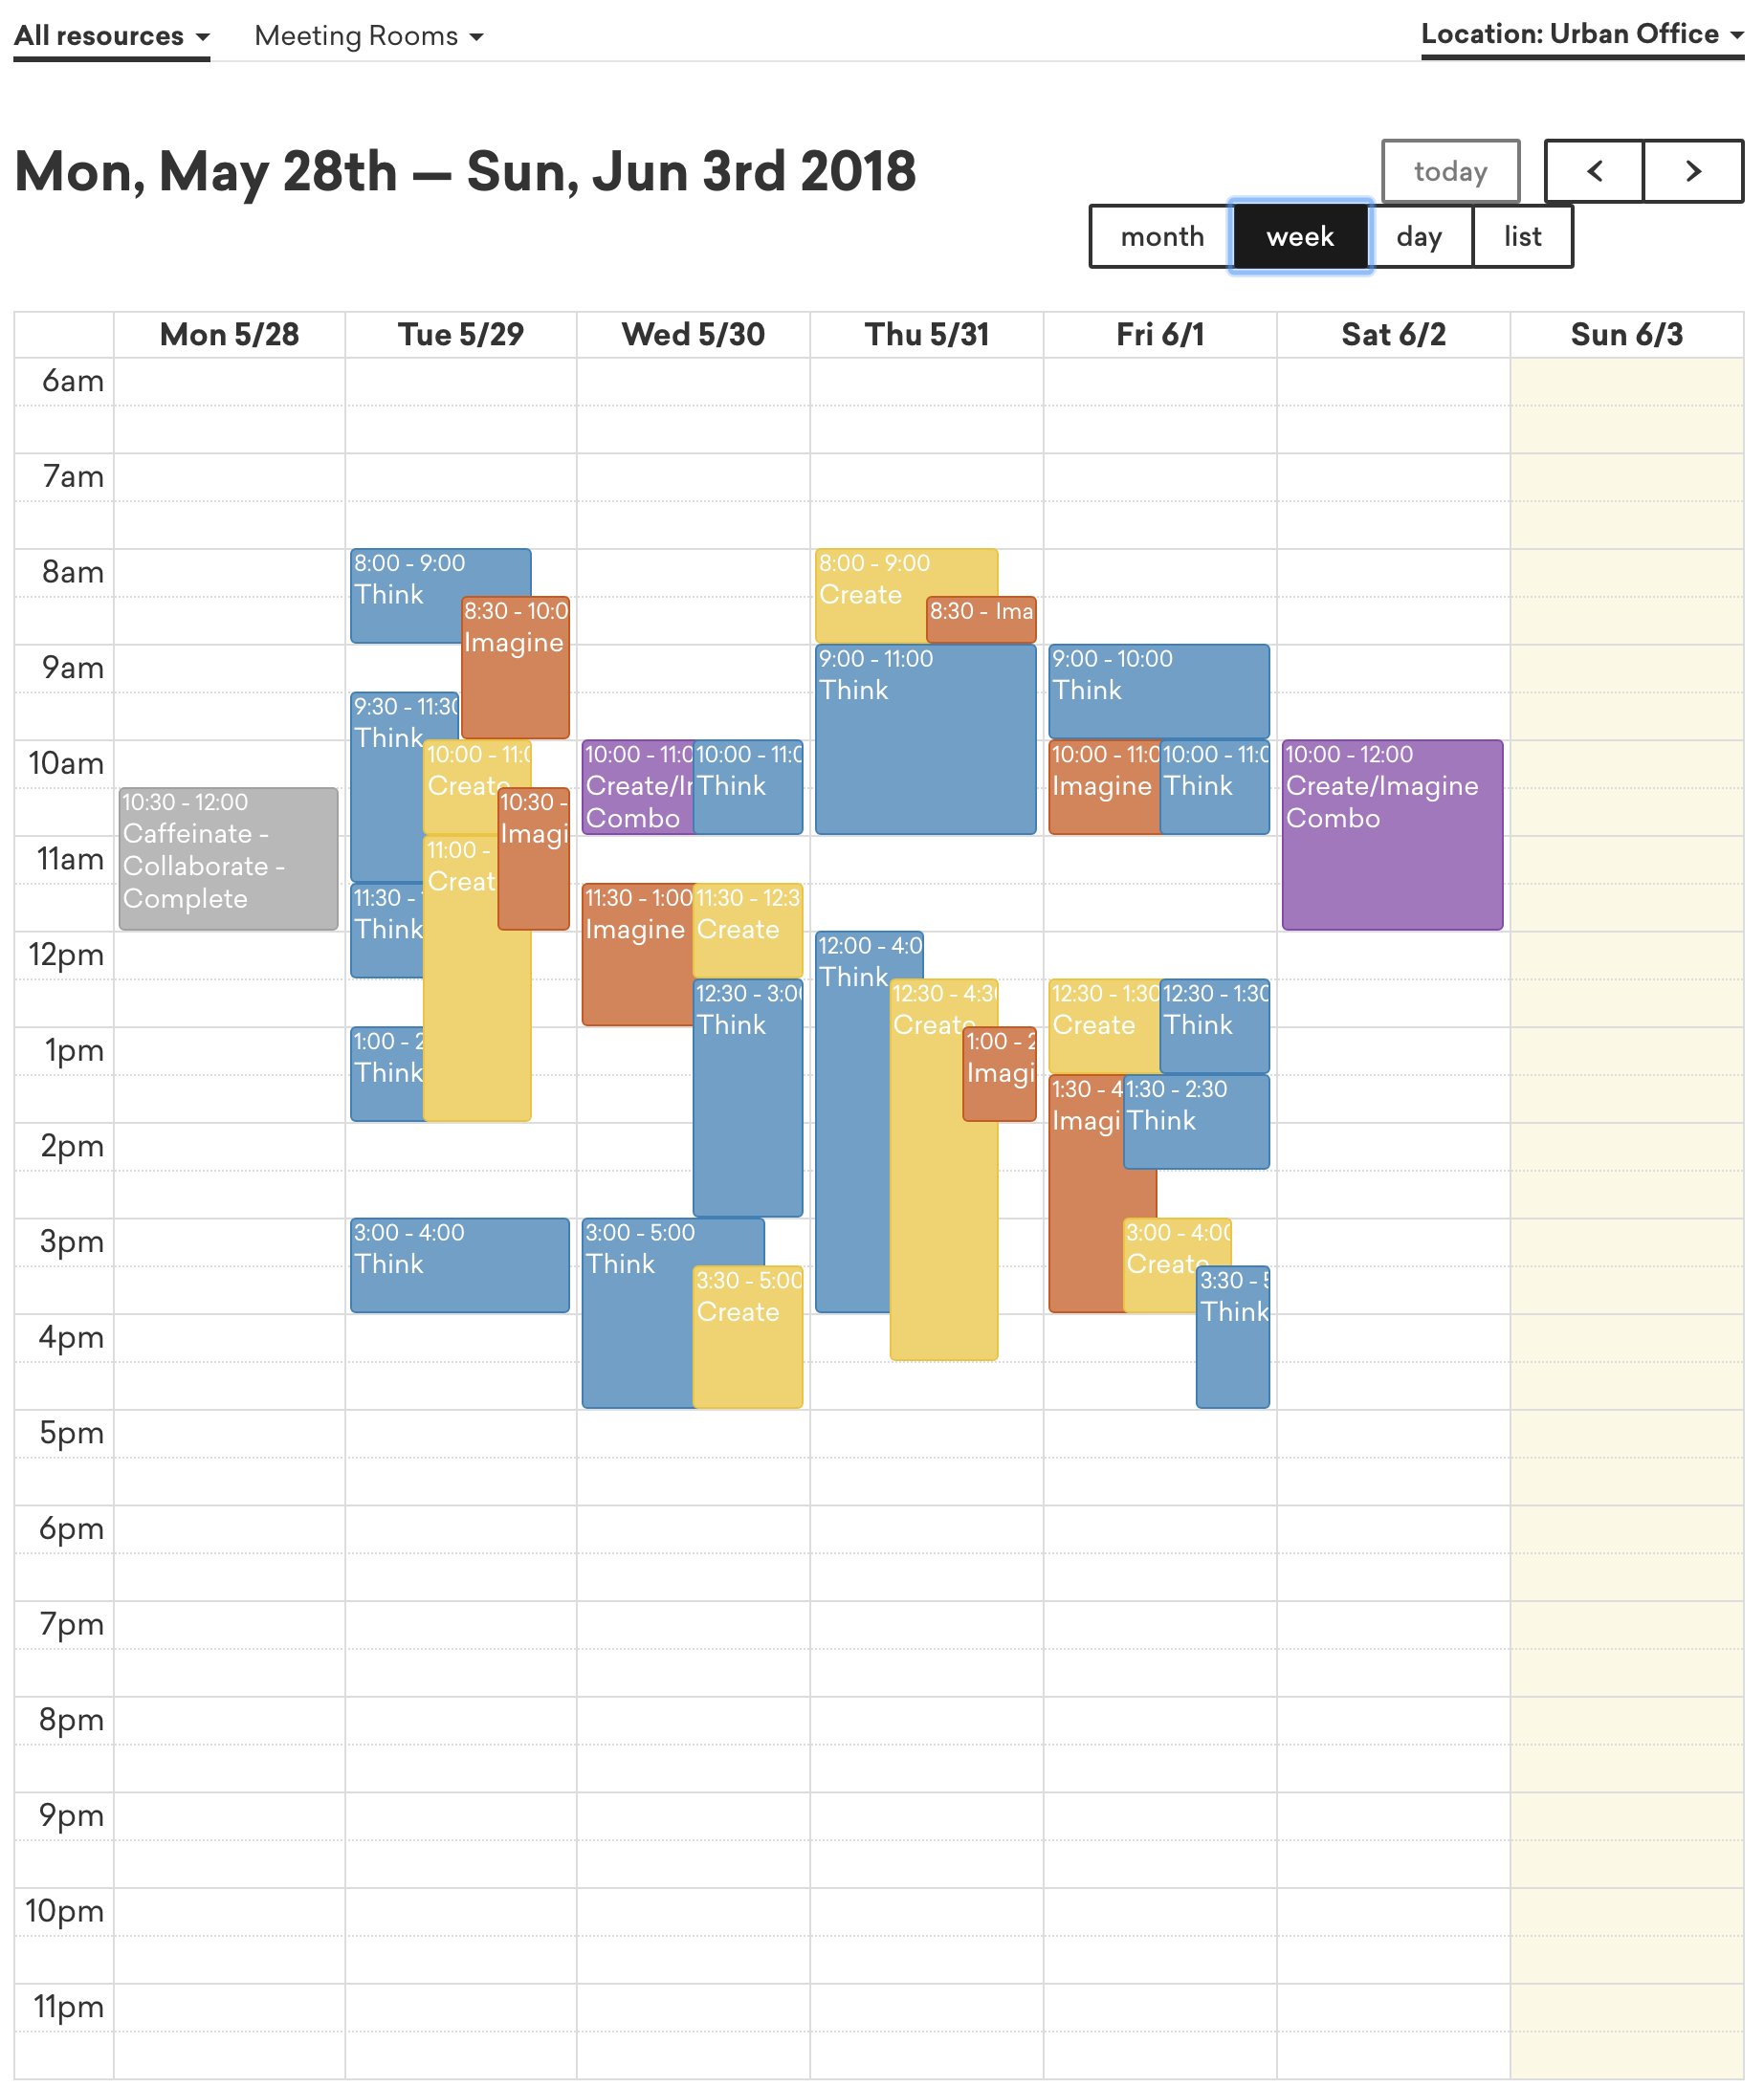 All resources Meeting Rooms Location: Urban Office
Mon, May 28th — Sun, Jun 3rd 2018
today
month week day list
Mon 5/28 Tue 5/29 Wed 5/30 Thu 5/31 Fri 6/1 Sat 6/2 Sun 6/3
6am
7am
8am
9am
10am
11am
12pm
1pm
2pm
3pm
4pm
5pm
6pm
7pm
8pm
9pm
10pm
11pm
10:30 - 12:00
Caffeinate -
Collaborate -
Complete
8:00 - 9:00
Think
8:30 - 10:0
Imagine
9:30 - 11:30
Think
10:00 - 11:0
Create
10:30 -
Imagi
11:00 -
Creat
11:30 -
Think
1:00 - 2
Think
3:00 - 4:00
Think
10:00 - 11:0
Create/Ir
Combo
10:00 - 11:0
Think
11:30 - 1:00
Imagine
11:30 - 12:3
Create
12:30 - 3:00
Think
3:00 - 5:00
Think
3:30 - 5:00
Create
8:00 - 9:00
Create
8:30 - Ima
9:00 - 11:00
Think
12:00 - 4:0
Think
12:30 - 4:30
Create
1:00 - 2
Imagi
9:00 - 10:00
Think
10:00 - 11:0
Imagine
10:00 - 11:0
Think
12:30 - 1:30
Create
12:30 - 1:30
Think
1:30 - 4
Imagi
1:30 - 2:30
Think
3:00 - 4:00
Create
3:30 - 5
Think
10:00 - 12:00
Create/Imagine
Combo